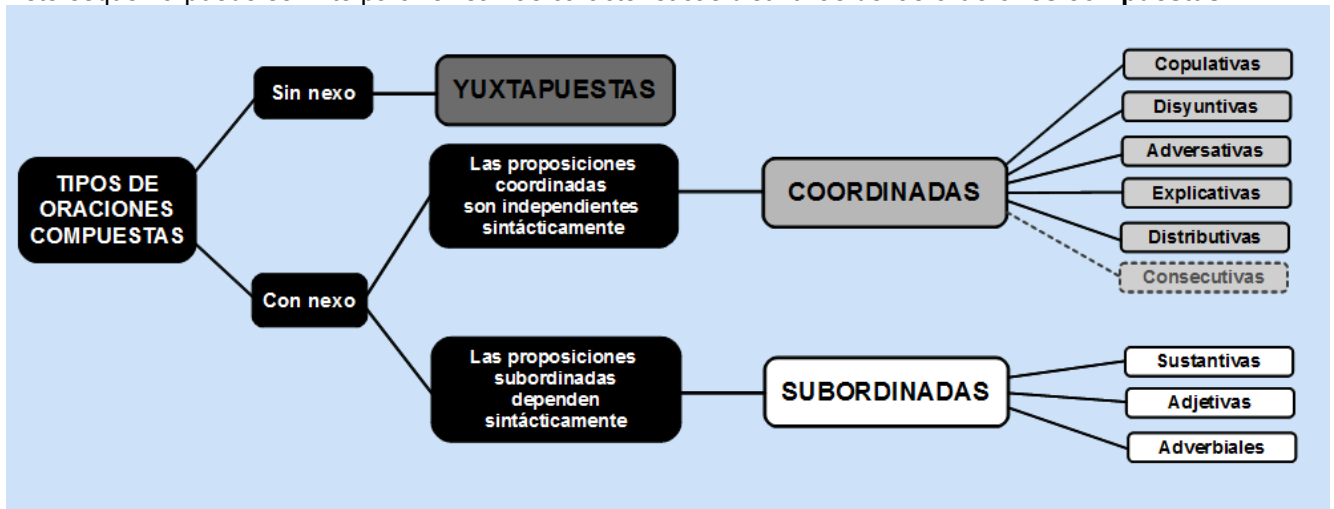 Sin nexo
YUXTAPUESTAS
TIPOS DE
ORACIONES
COMPUESTAS
Con nexo
Las proposiciones
coordinadas
son independientes
sintácticamente
COORDINADAS
Copulativas
Disyuntivas
Adversativas
Explicativas
Distributivas
Consecutivas
Las proposiciones
subordinadas
dependen
sintácticamente
SUBORDINADAS
Sustantivas
Adjetivas
Adverbiales